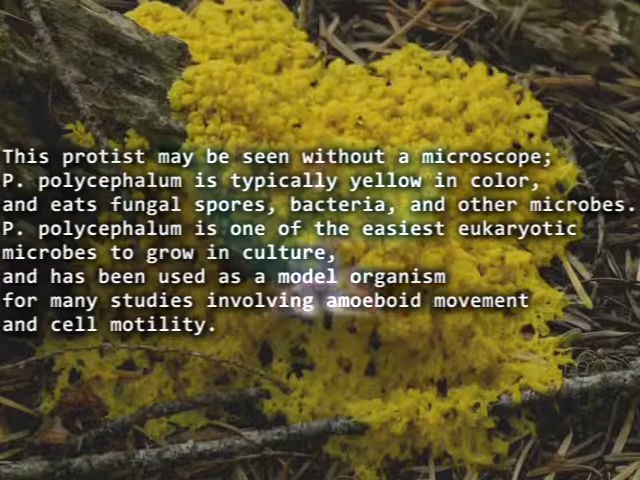 This protist may be seen without a microscope;
P. polycephalum is typically yellow in color,
and eats fungal spores, bacteria, and other microbes.
P. polycephalum is one of the easiest eukaryotic
microbes to grow in culture,
and has been used as a model organism
for many studies involving amoeboid movement
and cell motility.